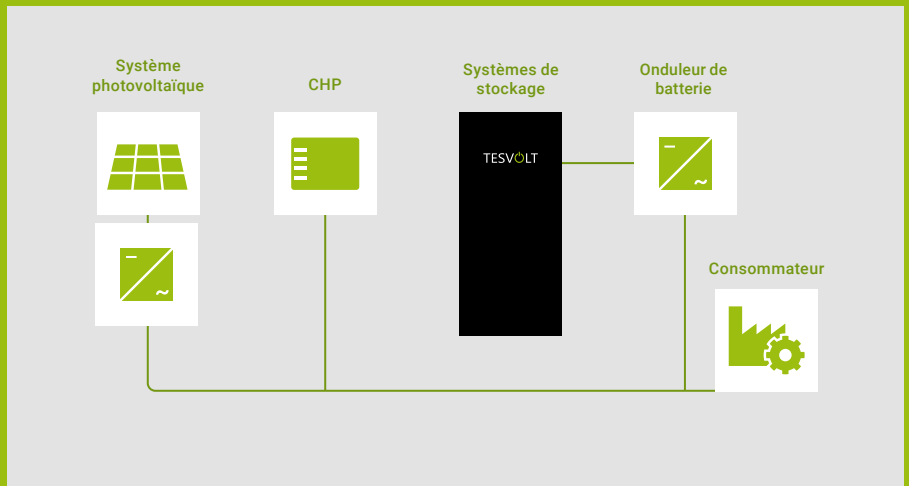 Système
photovoltaïque
CHP
Systèmes de
stockage
Onduleur de
batterie
TESVOLT
Consommateur